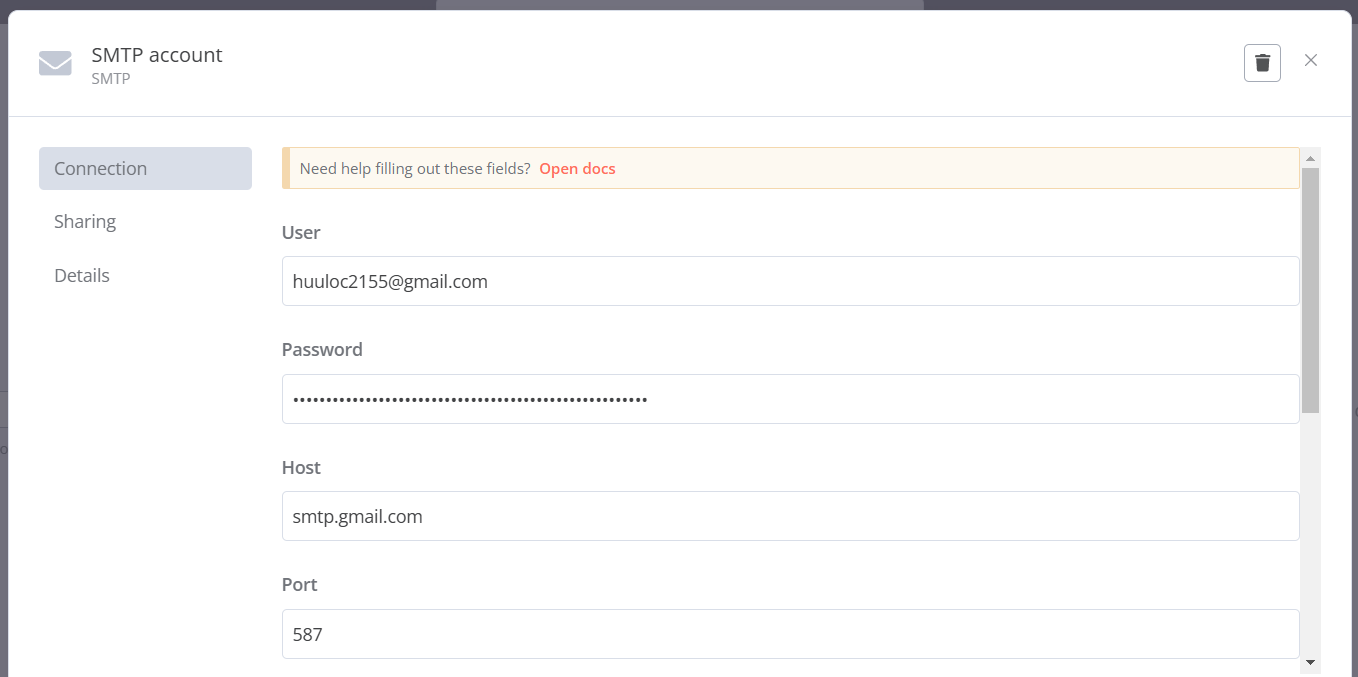 SMTP account
SMTP
Connection
Sharing
Details
Need help filling out these fields? Open docs
User
huuloc2155@gmail.com
Password
••••••••••••••••••••••••••••••••••••••••••••••••••••••
Host
smtp.gmail.com
Port
587